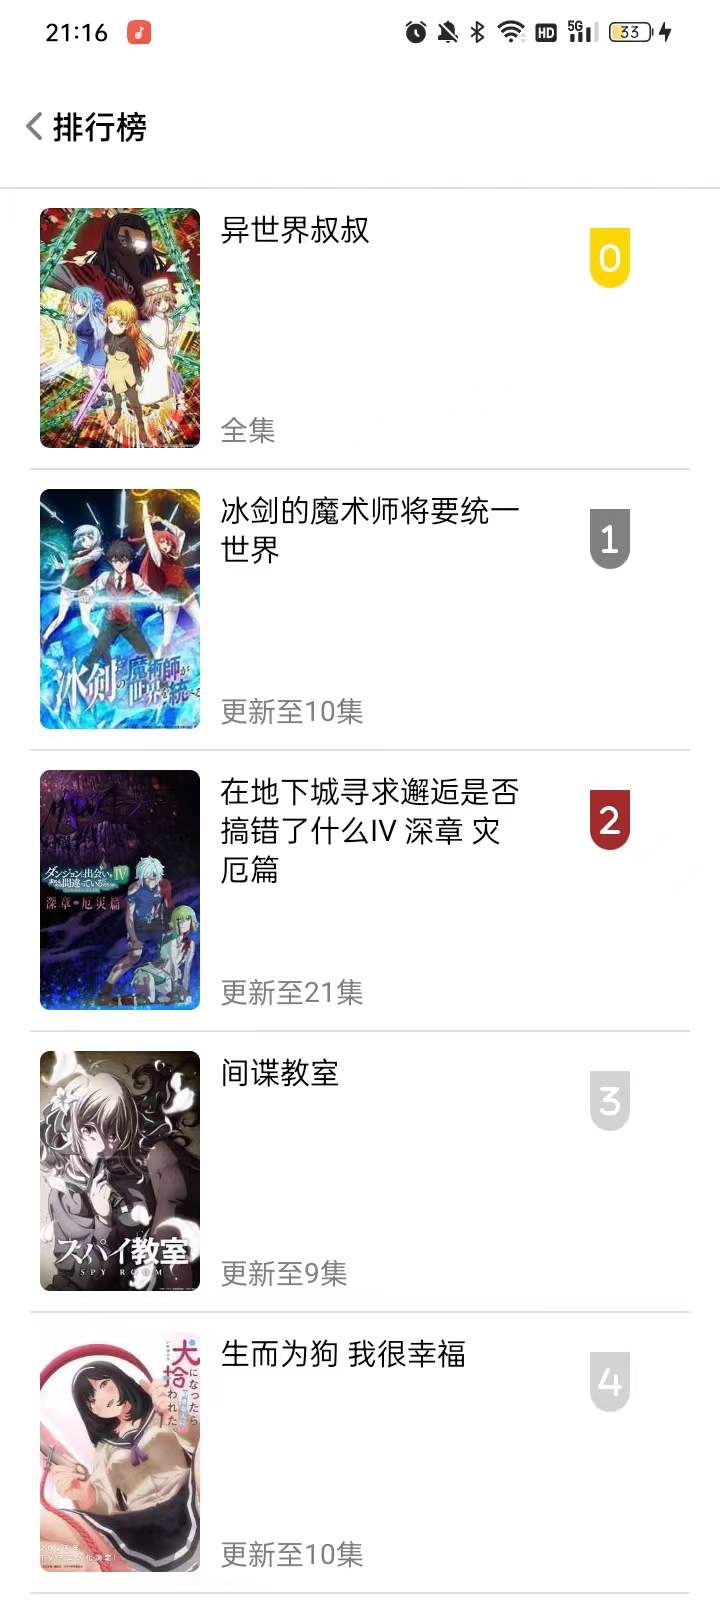 21:16
HD
5G
33
排行榜
异世界叔叔
0
全集
冰剑的魔术师将要统一
世界
1
冰剣の魔術師が
世界を統べる
更新至10集
在地下城寻求邂逅是否
搞错了什么IV 深章 灾
厄篇
2
ダンジョンに出会いを
求めるのは間違っているだろうか
IV
深章 厄災篇
更新至21集
间谍教室
3
スパイ教室
SPY ROOM
更新至9集
生而为狗 我很幸福
4
犬になったら
拾われた。
更新至10集